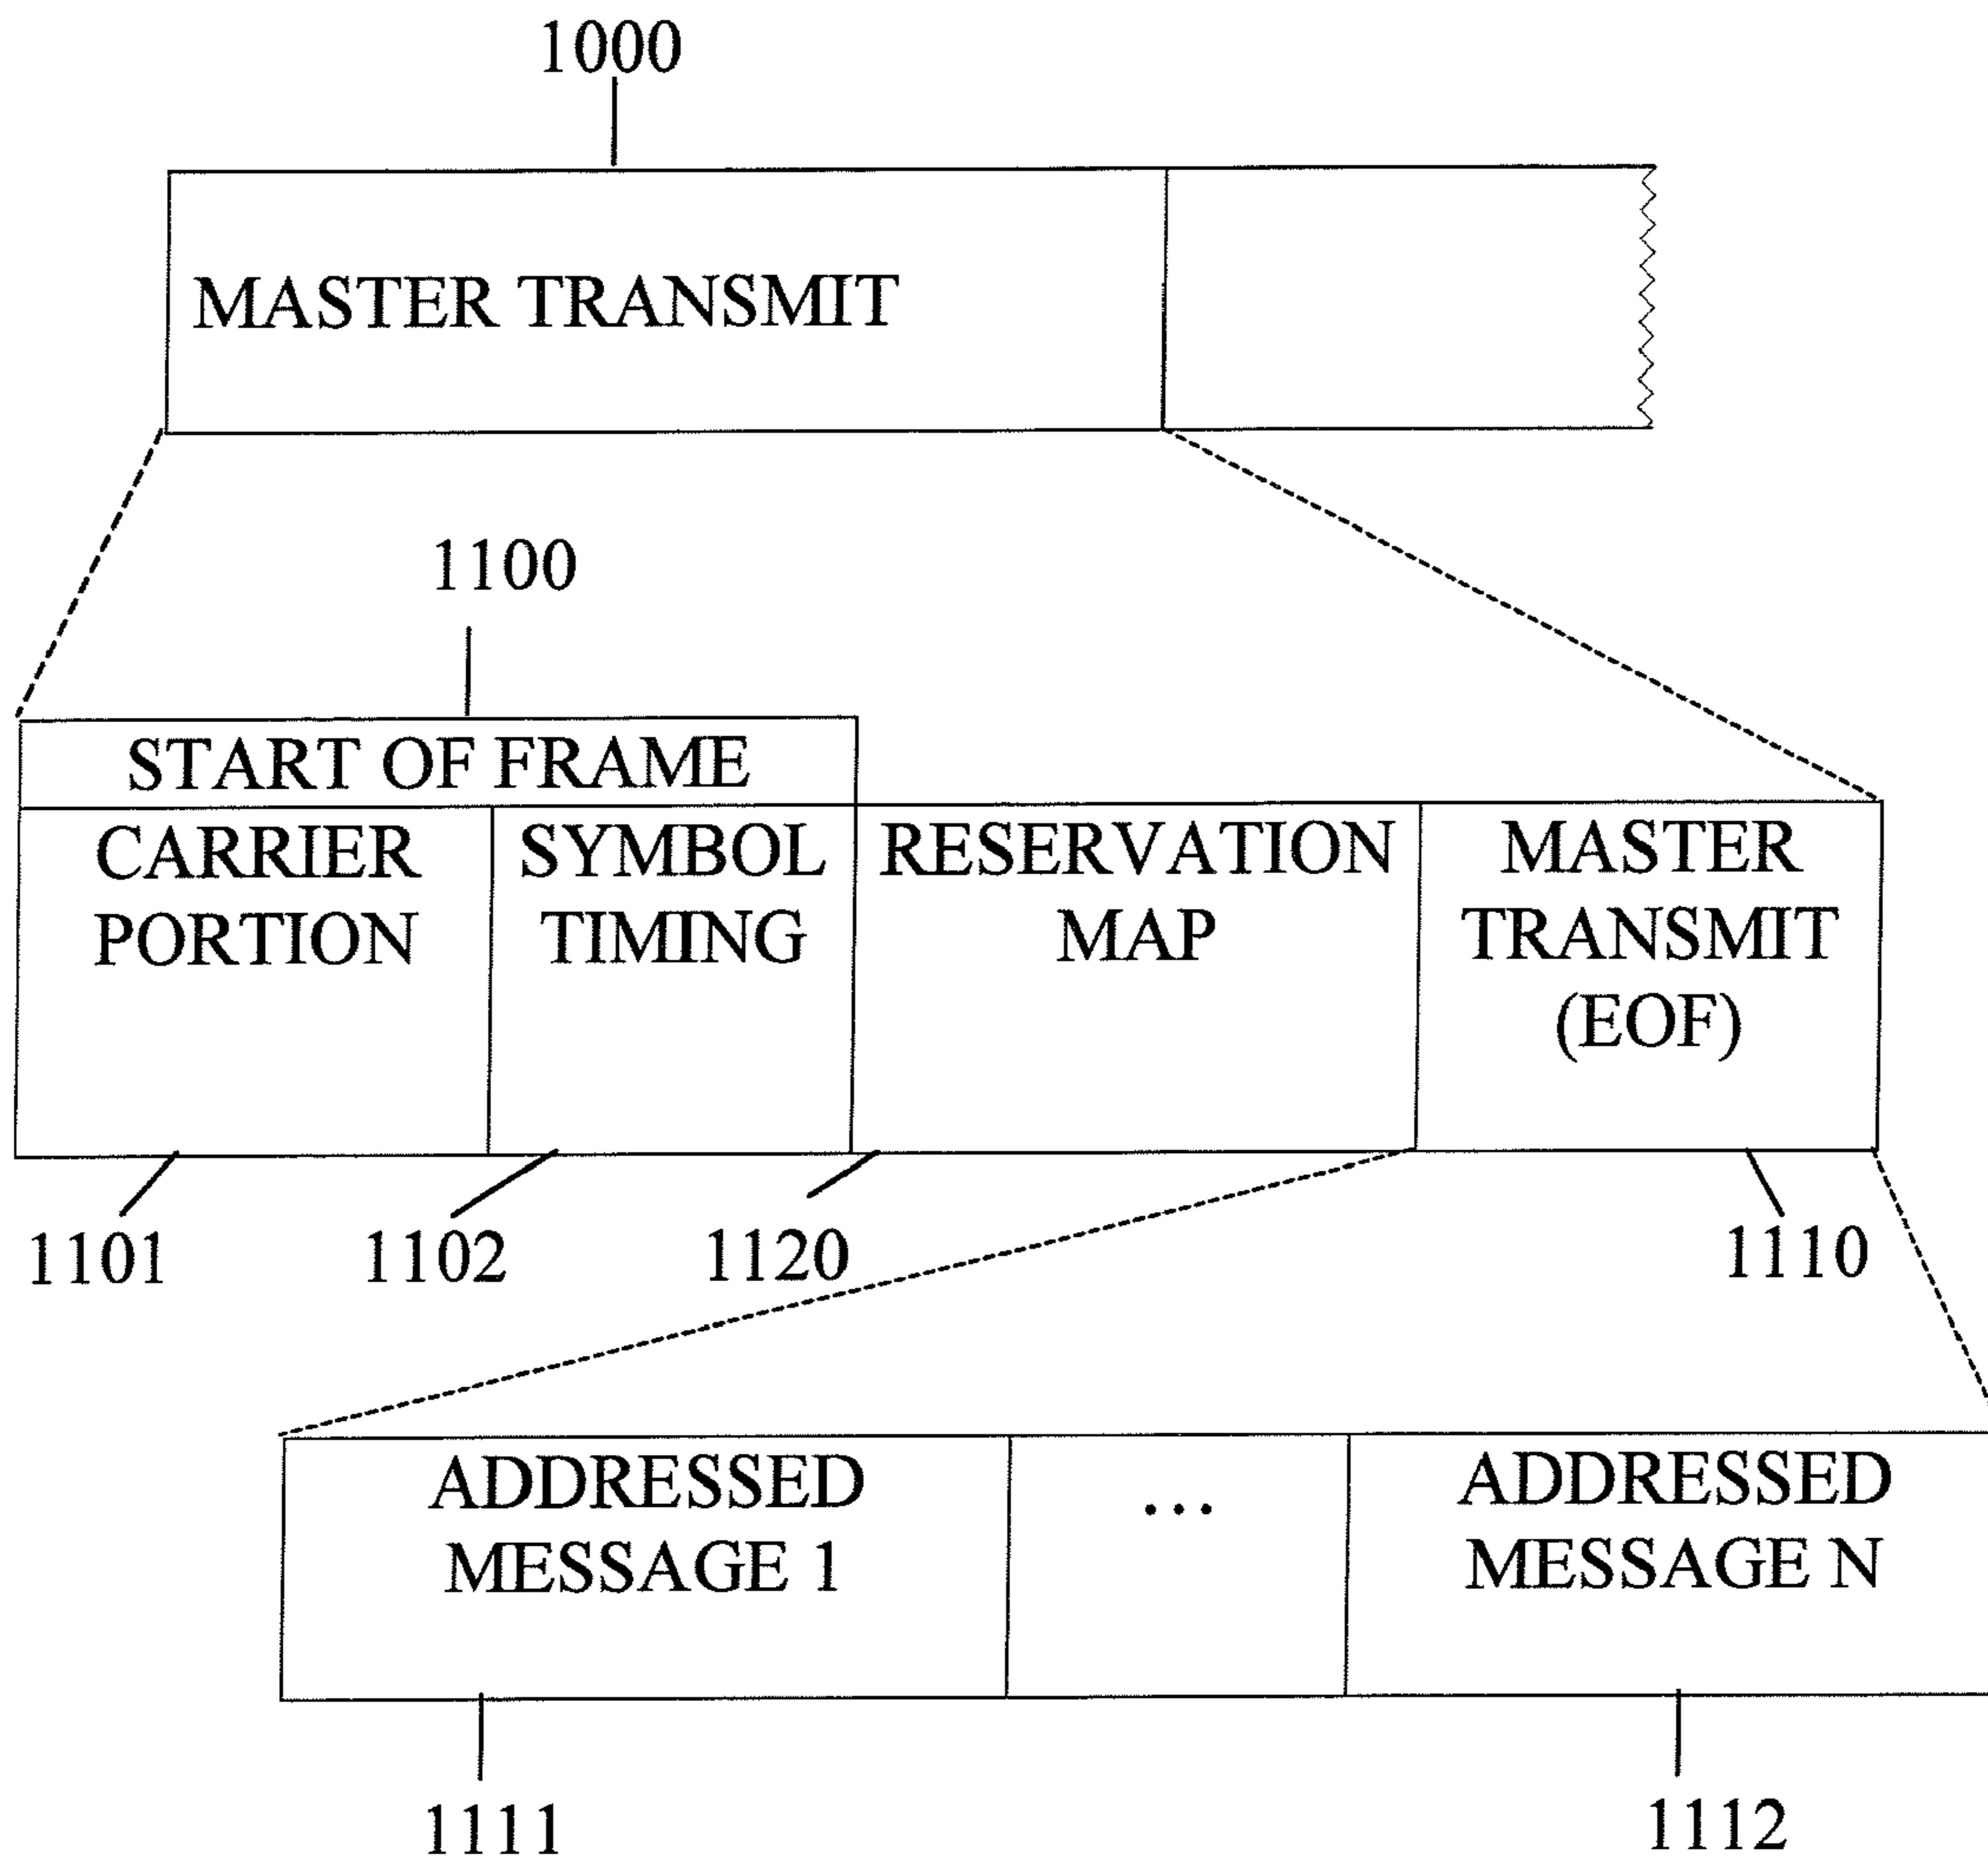 1000
MASTER TRANSMIT
1100
START OF FRAME
CARRIER
PORTION
SYMBOL
TIMING
RESERVATION
MAP
MASTER
TRANSMIT
(EOF)
1101
1102
1120
1110
ADDRESSED
MESSAGE 1
...
ADDRESSED
MESSAGE N
1111
1112